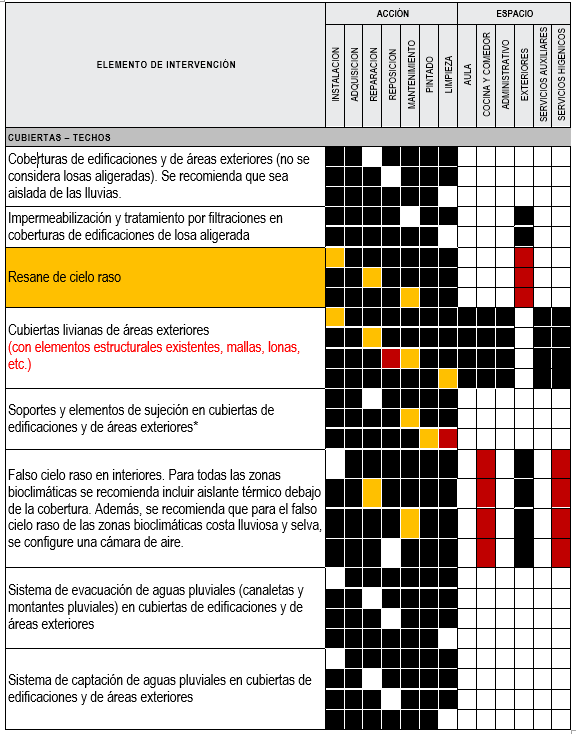 ELEMENTO DE INTERVENCIÓN
ACCIÓN
ESPACIO
INSTALACION
ADQUISICION
REPARACION
REPOSICION
MANTENIMIENTO
PINTADO
LIMPIEZA
AULA
COCINA Y COMEDOR
ADMINISTRATIVO
EXTERIORES
SERVICIOS AUXILIARES
SERVICIOS HIGENICOS
CUBIERTAS – TECHOS
Coberturas de edificaciones y de áreas exteriores (no se
considera losas aligeradas). Se recomienda que sea
aislada de las lluvias.
Impermeabilización y tratamiento por filtraciones en
coberturas de edificaciones de losa aligerada
Resane de cielo raso
Cubiertas livianas de áreas exteriores
(con elementos estructurales existentes, mallas, lonas,
etc.)
Soportes y elementos de sujeción en cubiertas de
edificaciones y de áreas exteriores*
Falso cielo raso en interiores. Para todas las zonas
bioclimáticas se recomienda incluir aislante térmico debajo
de la cobertura. Además, se recomienda que para el falso
cielo raso de las zonas bioclimáticas costa lluviosa y selva,
se configure una cámara de aire.
Sistema de evacuación de aguas pluviales (canaletas y
montantes pluviales) en cubiertas de edificaciones y de
áreas exteriores
Sistema de captación de aguas pluviales en cubiertas de
edificaciones y de áreas exteriores